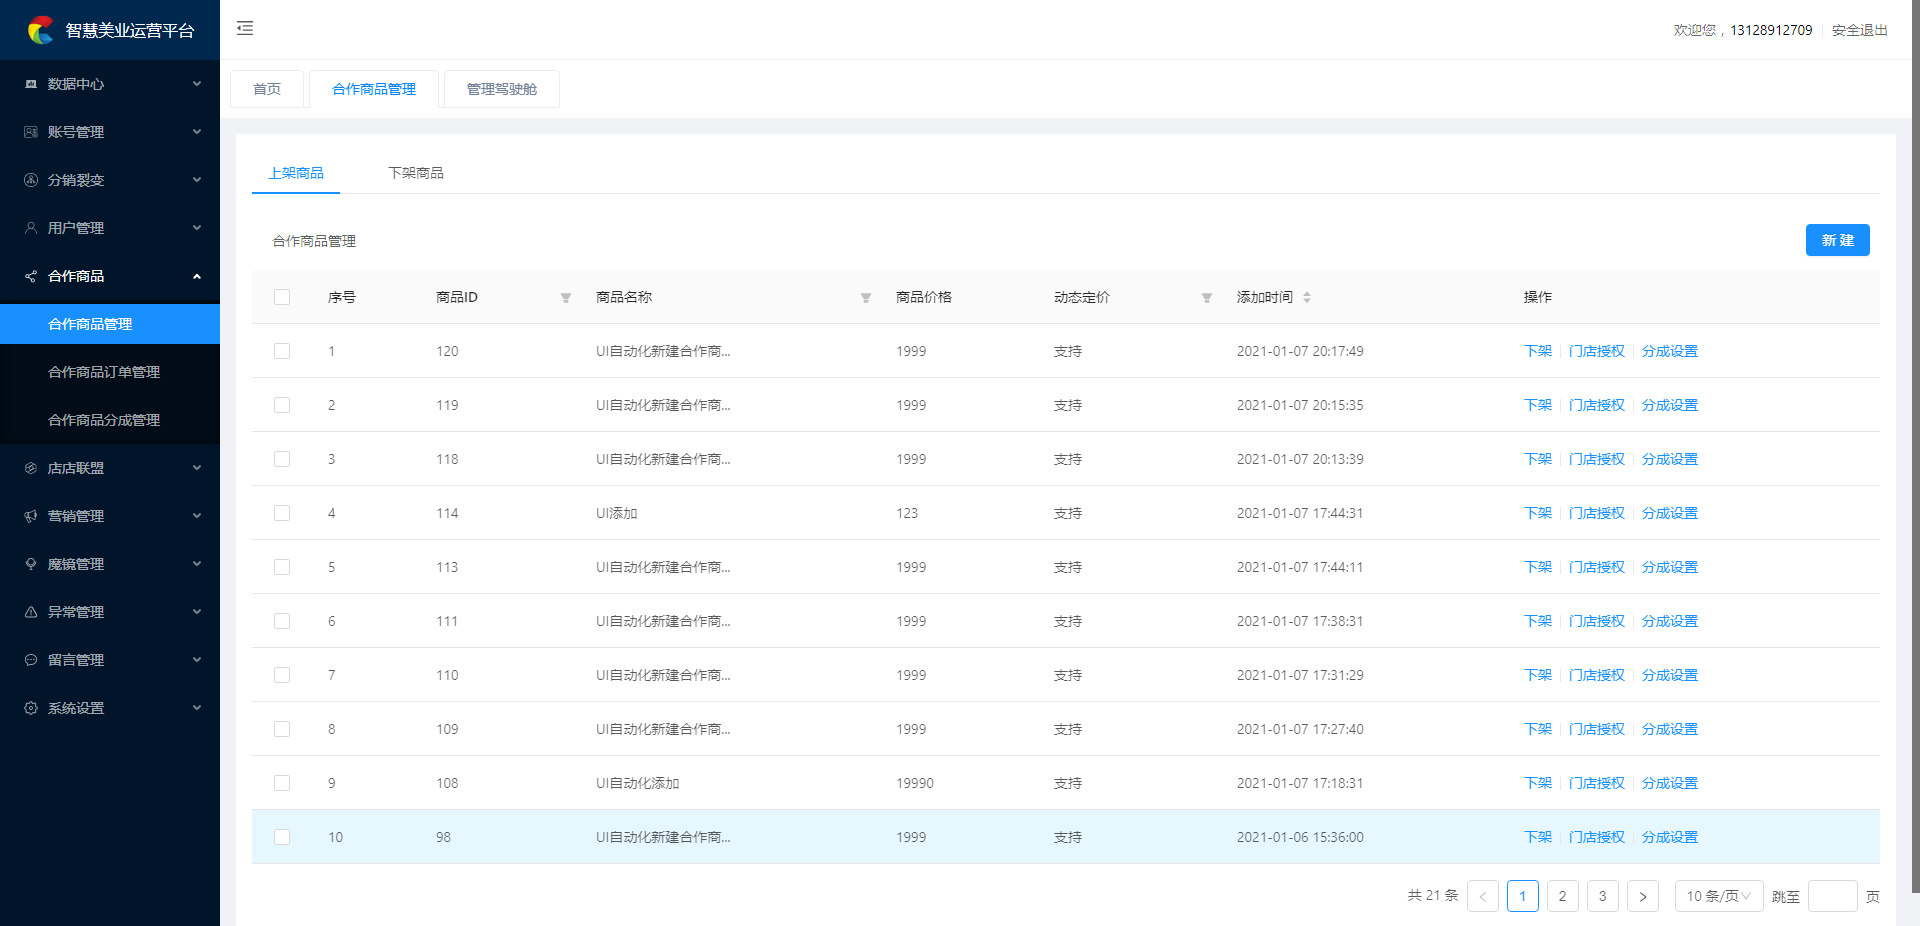 智慧美业运营平台
欢迎您，13128912709 安全退出
数据中心
账号管理
分销裂变
用户管理
合作商品
合作商品管理
合作商品订单管理
合作商品分成管理
店店联盟
营销管理
魔镜管理
异常管理
留言管理
系统设置
首页 合作商品管理 管理驾驶舱
上架商品 下架商品
合作商品管理 新建
序号 商品ID 商品名称 商品价格 动态定价 添加时间 操作
1 120 UI自动化新建合作商... 1999 支持 2021-01-07 20:17:49 下架 门店授权 分成设置
2 119 UI自动化新建合作商... 1999 支持 2021-01-07 20:15:35 下架 门店授权 分成设置
3 118 UI自动化新建合作商... 1999 支持 2021-01-07 20:13:39 下架 门店授权 分成设置
4 114 UI添加 123 支持 2021-01-07 17:44:31 下架 门店授权 分成设置
5 113 UI自动化新建合作商... 1999 支持 2021-01-07 17:44:11 下架 门店授权 分成设置
6 111 UI自动化新建合作商... 1999 支持 2021-01-07 17:38:31 下架 门店授权 分成设置
7 110 UI自动化新建合作商... 1999 支持 2021-01-07 17:31:29 下架 门店授权 分成设置
8 109 UI自动化新建合作商... 1999 支持 2021-01-07 17:27:40 下架 门店授权 分成设置
9 108 UI自动化添加 19990 支持 2021-01-07 17:18:31 下架 门店授权 分成设置
10 98 UI自动化新建合作商... 1999 支持 2021-01-06 15:36:00 下架 门店授权 分成设置
共 21 条 < 1 2 3 > 10 条/页 跳至 页